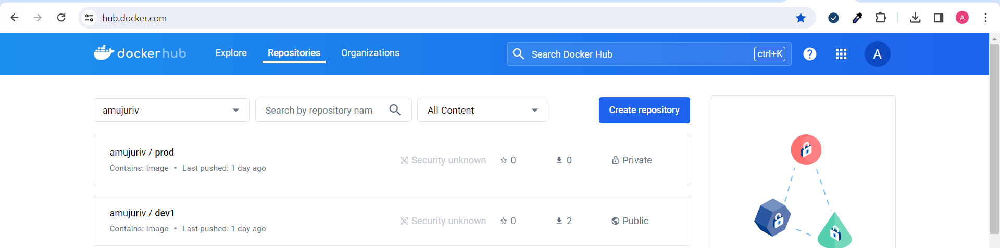 hub.docker.com
A
dockerhub
Explore
Repositories
Organizations
Search Docker Hub
ctrl+K
?
A
amujuriv
Search by repository nam
All Content
Create repository
amujuriv / prod
Security unknown
0
0
Private
Contains: Image • Last pushed: 1 day ago
amujuriv / dev1
Security unknown
0
2
Public
Contains: Image • Last pushed: 1 day ago